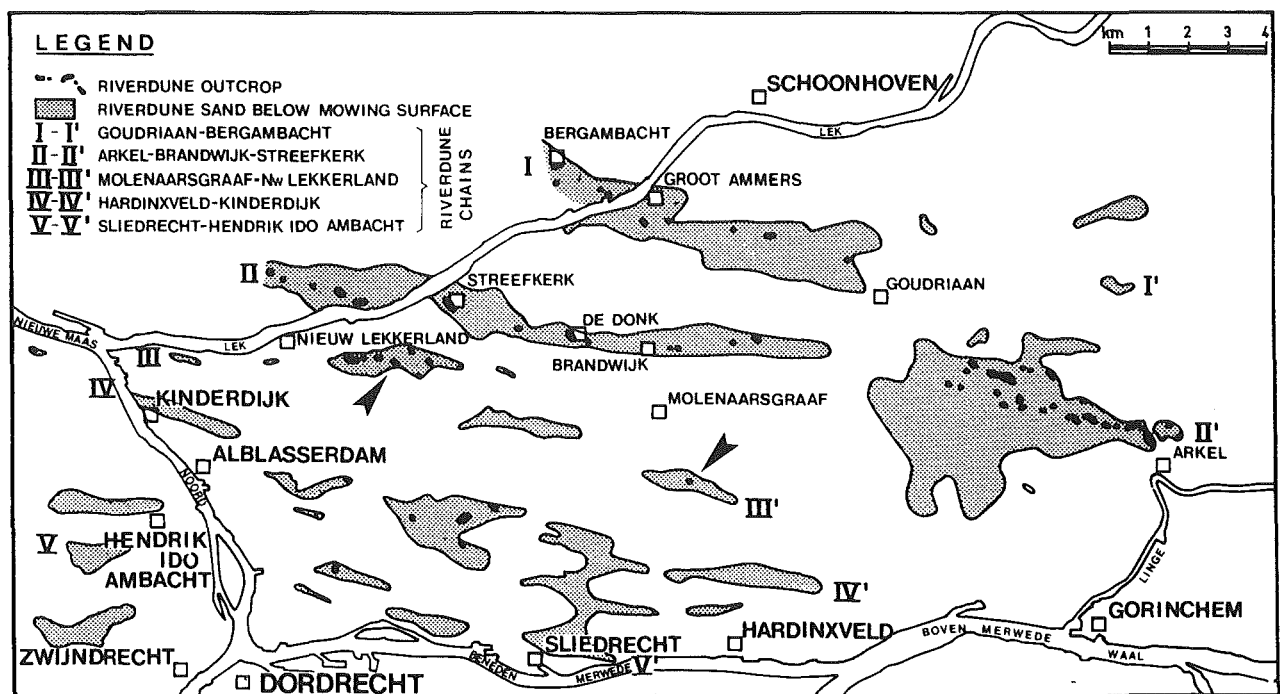 LEGEND
RIVERDUNE OUTCROP
RIVERDUNE SAND BELOW MOWING SURFACE
I-I' GOUDRIAAN-BERGAMBACHT
II-II' ARKEL-BRANDWIJK-STREEFKERK
III-III' MOLENAARSGRAAF-Nw LEKKERLAND
IV-IV' HARDINXVELD-KINDERDIJK
V-V' SLIEDRECHT-HENDRIK IDO AMBACHT
RIVERDUNE
CHAINS
km 1 2 3 4
SCHOONHOVEN
LEK
BERGAMBACHT
I
GROOT AMMERS
II
STREEFKERK
GOUDRIAAN
I'
NIEUWE MAAS
LEK
NIEUW LEKKERLAND
DE DONK
BRANDWIJK
III
IV
KINDERDIJK
MOLENAARSGRAAF
II'
ARKEL
ALBLASSERDAM
NOORD
III'
V
HENDRIK
IDO
AMBACHT
IV'
LINGE
GORINCHEM
ZWIJNDRECHT
DORDRECHT
BENEDEN
MERWEDE
SLIEDRECHT
V
HARDINXVELD
BOVEN MERWEDE
WAAL